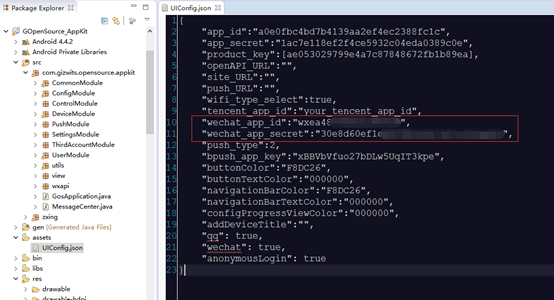 Package Explorer
GOpenSource_AppKit
Android 4.4.2
Android Private Libraries
src
com.gizwits.opensource.appkit
CommonModule
ConfigModule
ControlModule
DeviceModule
PushModule
SettingsModule
ThirdAccountModule
UserModule
utils
view
wxapi
GosApplication.java
MessageCenter.java
zxing
gen [Generated Java Files]
assets
UIConfig.json
bin
libs
res
drawable
drawable-hdpi
UIConfig.json
1 {
2 "app_id":"a0e0fbc4bd7b4139aa2ef4ec2388fc1c",
3 "app_secret":"1ac7e118ef2f4ce5932c04eda0389c0e",
4 "product_key":[ae053029799e4a7c87848672fb1b89ea],
5 "openAPI_URL":"",
6 "site_URL":"",
7 "push_URL":"",
8 "wifi_type_select":true,
9 "tencent_app_id":"your_tencent_app_id",
10 "wechat_app_id":"wxea48
11 "wechat_app_secret":"30e8d60ef1 ",
12 "push_type":2,
13 "bpush_app_key":"xBBVbVfuo27bDLw5UqIT3kpe",
14 "buttonColor":"F8DC26",
15 "buttonTextColor":"000000",
16 "navigationBarColor":"F8DC26",
17 "navigationBarTextColor":"000000",
18 "configProgressViewColor":"000000",
19 "addDeviceTitle":"",
20 "qq": true,
21 "wechat": true,
22 "anonymousLogin": true
23 }